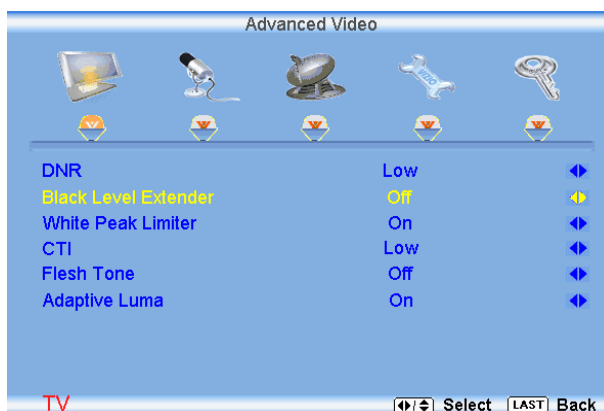 Advanced Video
VIZIO
DNR Low
Black Level Extender Off
White Peak Limiter On
CTI Low
Flesh Tone Off
Adaptive Luma On
TV Select LAST Back